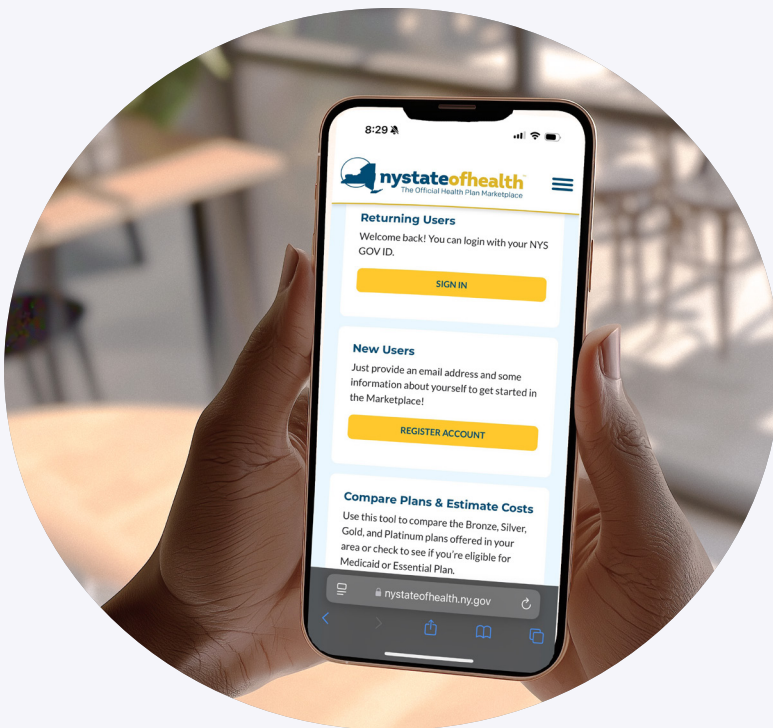 8:29
nystateofhealth™
The Official Health Plan Marketplace
Returning Users
Welcome back! You can login with your NYS
GOV ID.
SIGN IN
New Users
Just provide an email address and some
information about yourself to get started in
the Marketplace!
REGISTER ACCOUNT
Compare Plans & Estimate Costs
Use this tool to compare the Bronze, Silver,
Gold, and Platinum plans offered in your
area or check to see if you're eligible for
Medicaid or Essential Plan.
nystateofhealth.ny.gov